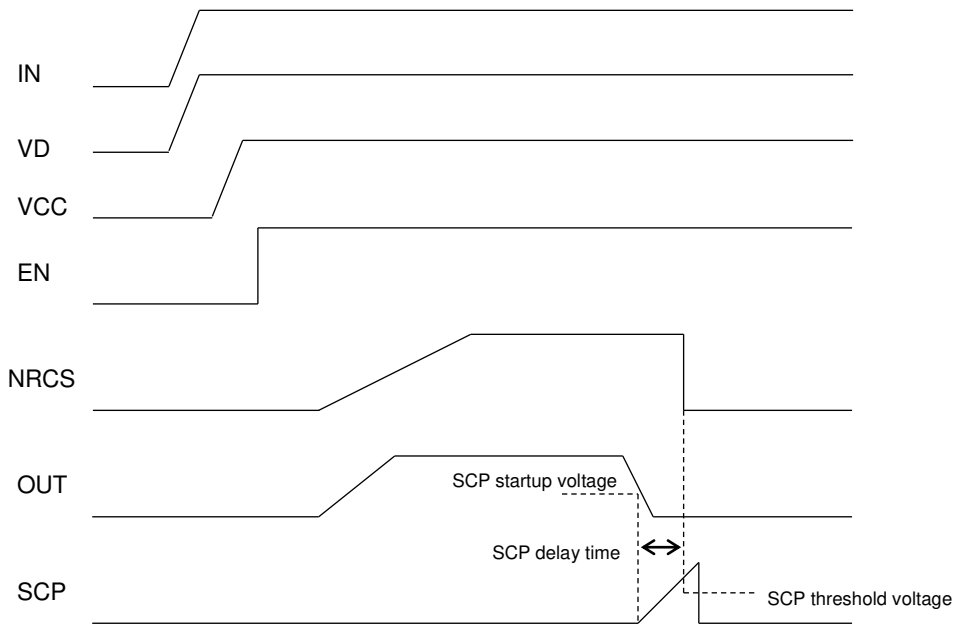 IN
VD
VCC
EN
NRCS
OUT
SCP startup voltage
SCP delay time
SCP
SCP threshold voltage